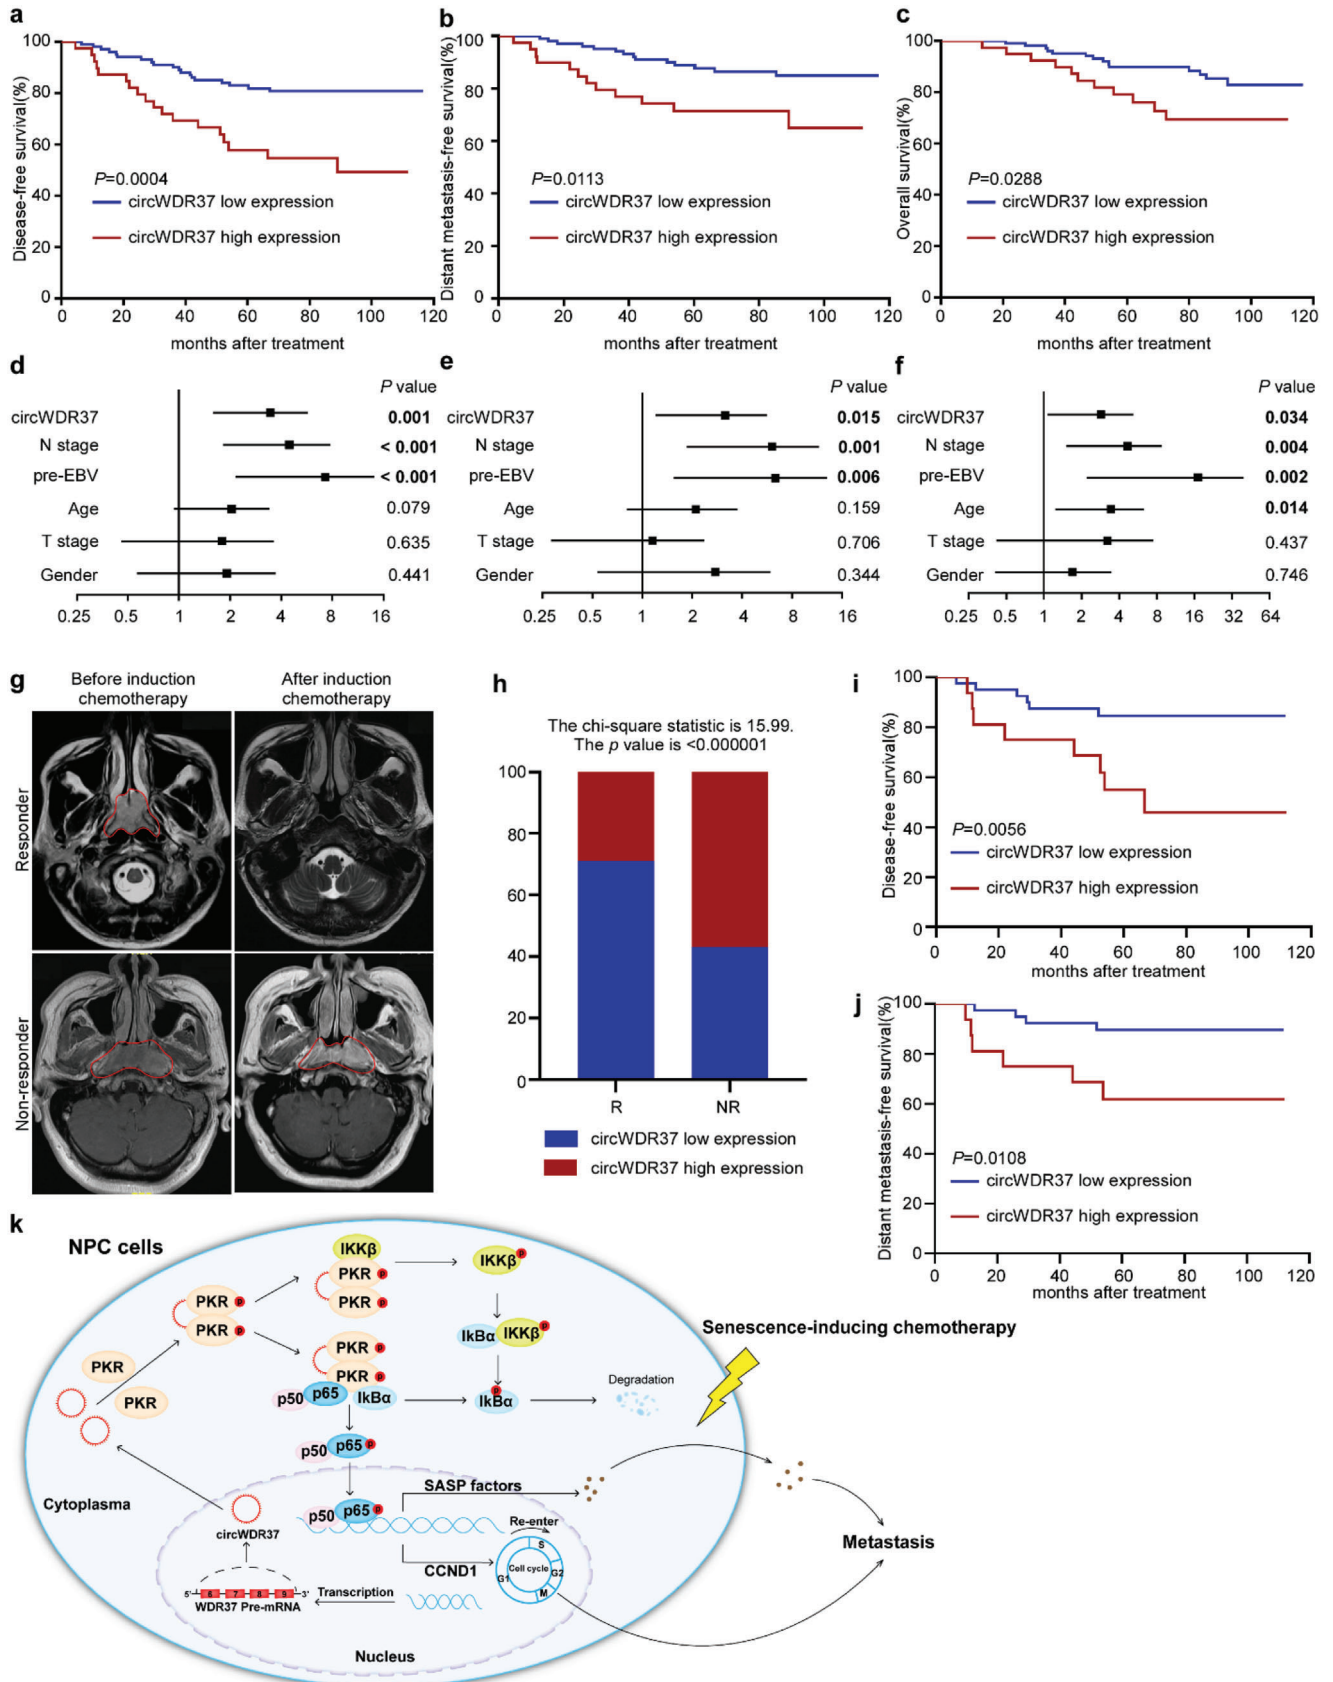 a
Disease-free survival(%)
100
80
60
40
20
0
P=0.0004
circWDR37 low expression
circWDR37 high expression
0 20 40 60 80 100 120
months after treatment
b
Distant metastasis-free survival(%)
100
80
60
40
20
0
P=0.0113
circWDR37 low expression
circWDR37 high expression
0 20 40 60 80 100 120
months after treatment
c
Overall survival(%)
100
80
60
40
20
0
P=0.0288
circWDR37 low expression
circWDR37 high expression
0 20 40 60 80 100 120
months after treatment
d
P value
circWDR37 0.001
N stage < 0.001
pre-EBV < 0.001
Age 0.079
T stage 0.635
Gender 0.441
0.25 0.5 1 2 4 8 16
e
P value
0.015
0.001
0.006
Age 0.159
T stage 0.706
Gender 0.344
0.25 0.5 1 2 4 8 16
f
P value
circWDR37 0.034
N stage 0.004
pre-EBV 0.002
Age 0.014
T stage 0.437
Gender 0.746
0.25 0.5 1 2 4 8 16 32 64
g
Before induction
chemotherapy
After induction
chemotherapy
Responder
Non-responder
h
The chi-square statistic is 15.99.
The p value is <0.000001
100
80
60
40
20
0
R NR
circWDR37 low expression
circWDR37 high expression
i
Disease-free survival(%)
100
80
60
40
20
0
P=0.0056
circWDR37 low expression
circWDR37 high expression
0 20 40 60 80 100 120
months after treatment
j
Distant metastasis-free survival(%)
100
80
60
40
20
0
P=0.0108
circWDR37 low expression
circWDR37 high expression
0 20 40 60 80 100 120
months after treatment
k
NPC cells
IKKβ
PKR P
PKR P
IKKβ P
PKR P
PKR P
IkBα IKKβ P
PKR P
PKR P
p50 p65 IkBα
P
IkBα
Degradation
Senescence-inducing chemotherapy
PKR
PKR
p50 p65 P
Cytoplasma
circWDR37
p50 p65 P
SASP factors
Re-enter
CCND1
Cell cycle
S
G2
M
G1
Metastasis
5' 6 7 8 9 3'
WDR37 Pre-mRNA
Transcription
Nucleus